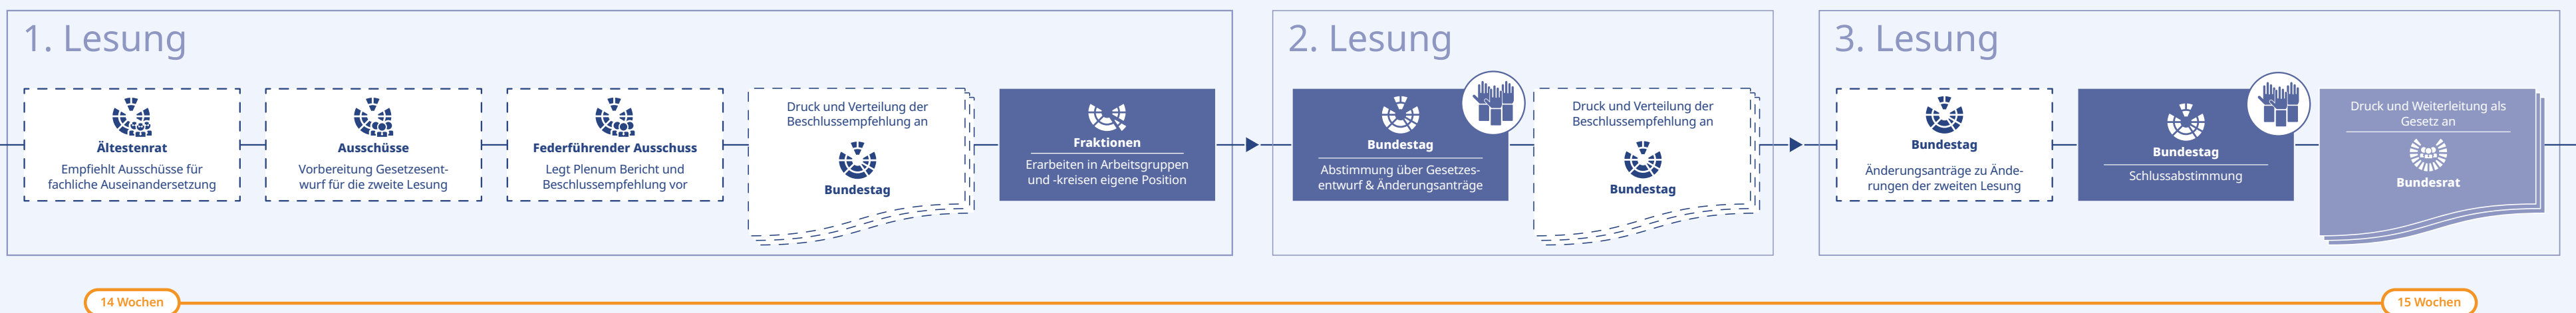 1. Lesung
Ältestenrat
Empfiehlt Ausschüsse für
fachliche Auseinandersetzung
Ausschüsse
Vorbereitung Gesetzesent-
wurf für die zweite Lesung
Federführender Ausschuss
Legt Plenum Bericht und
Beschlussempfehlung vor
Druck und Verteilung der
Beschlussempfehlung an
Bundestag
Fraktionen
Erarbeiten in Arbeitsgruppen
und -kreisen eigene Position
2. Lesung
Bundestag
Abstimmung über Gesetzes-
entwurf & Änderungsanträge
Druck und Verteilung der
Beschlussempfehlung an
Bundestag
3. Lesung
Bundestag
Änderungsanträge zu Ände-
rungen der zweiten Lesung
Bundestag
Schlussabstimmung
Druck und Weiterleitung als
Gesetz an
Bundesrat
14 Wochen
15 Wochen